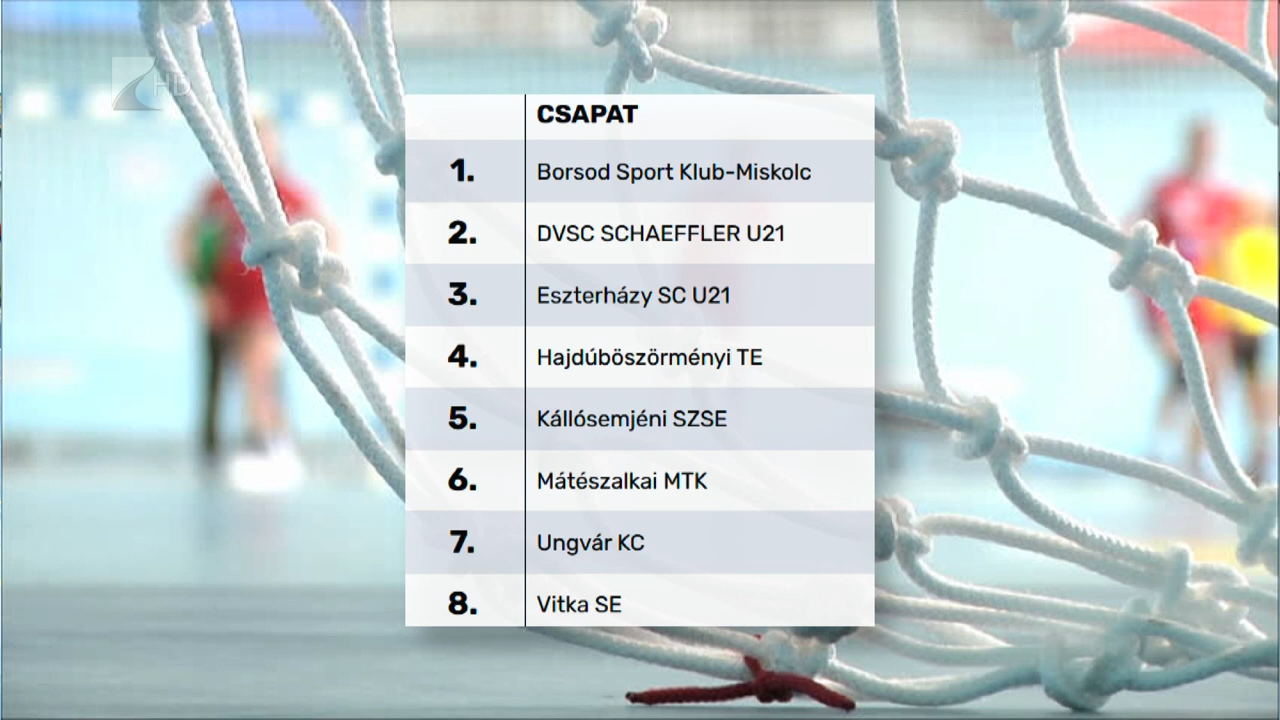 HD
CSAPAT
1. Borsod Sport Klub-Miskolc
2. DVSC SCHAEFFLER U21
3. Eszterházy SC U21
4. Hajdúböszörményi TE
5. Kállósemjéni SZSE
6. Mátészalkai MTK
7. Ungvár KC
8. Vitka SE